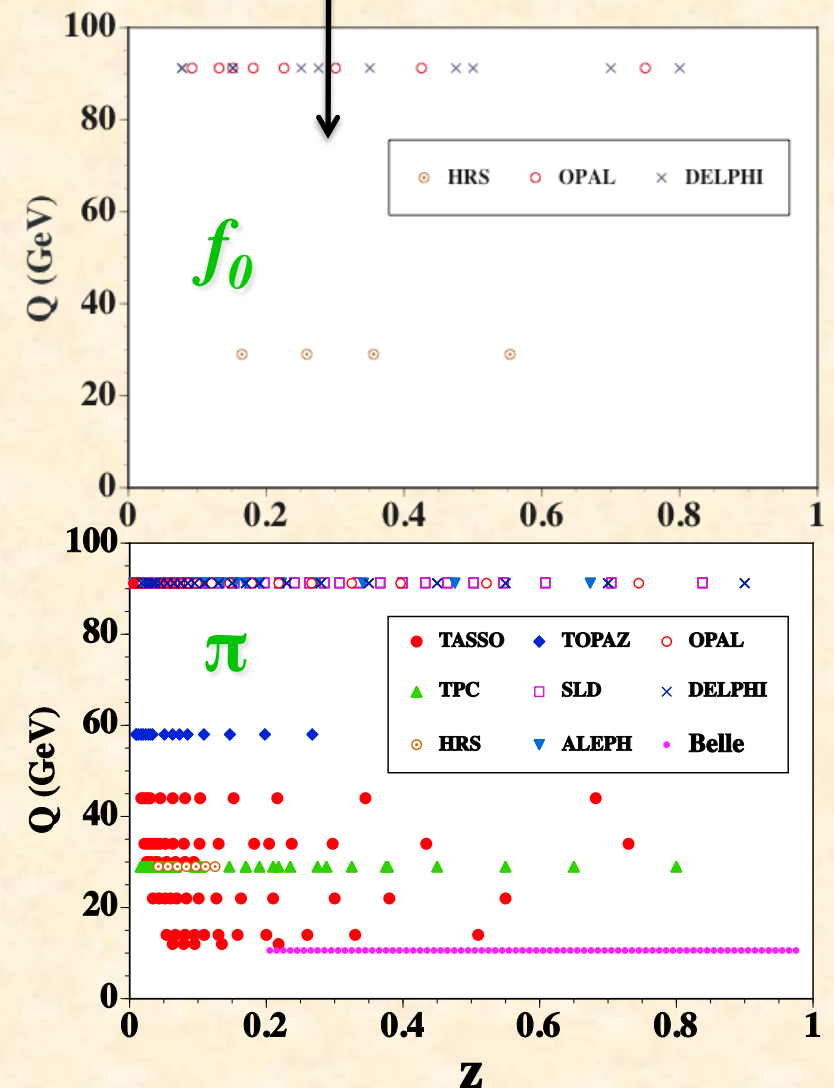 100
80
60
40
20
0
Q (GeV)
HRS OPAL DELPHI
f0
0 0.2 0.4 0.6 0.8 1
100
80
60
40
20
0
Q (GeV)
π
TASSO TOPAZ OPAL
TPC SLD DELPHI
HRS ALEPH Belle
0 0.2 0.4 0.6 0.8 1
z